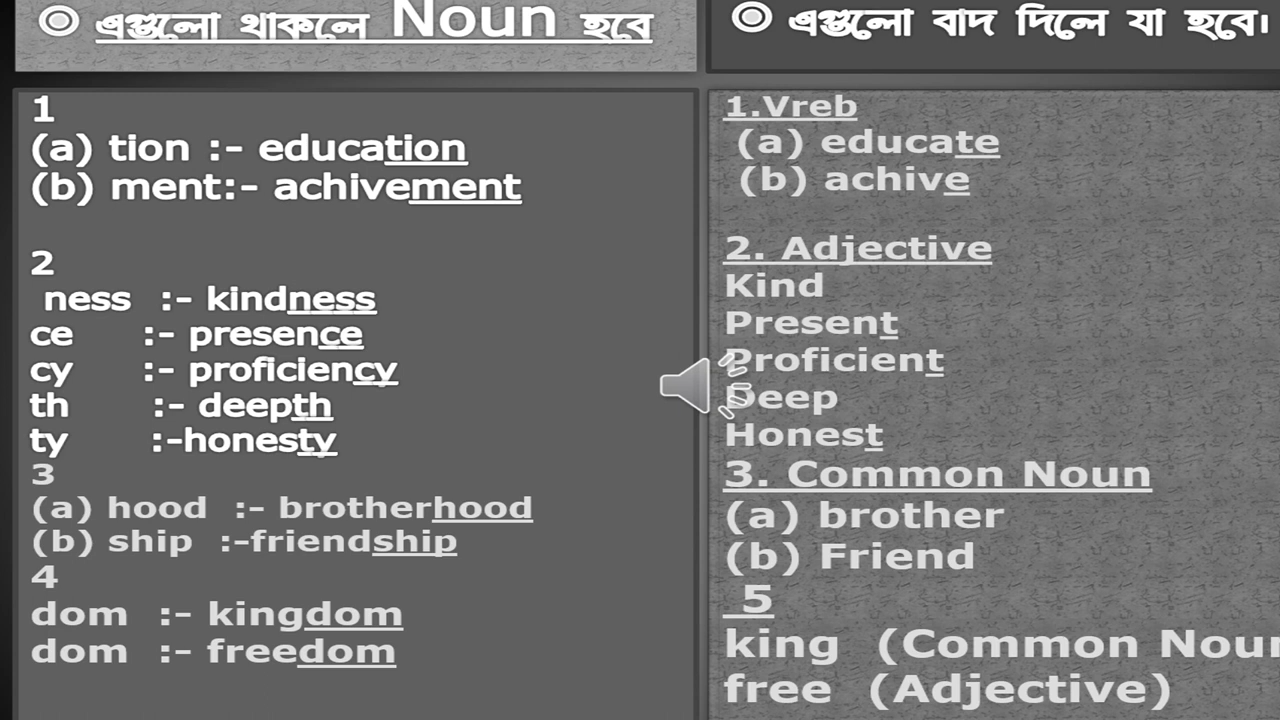 এগুলো থাকলে Noun হবে
1
(a) tion :- education
(b) ment:- achivement
2
ness :- kindness
ce :- presence
cy :- proficiency
th :- deepth
ty :-honesty
3
(a) hood :- brotherhood
(b) ship :-friendship
4
dom :- kingdom
dom :- freedom
এগুলো বাদ দিলে যা হবে।
1.Vreb
(a) educate
(b) achive
2. Adjective
Kind
Present
Proficient
Deep
Honest
3. Common Noun
(a) brother
(b) Friend
5
king (Common Noun
free (Adjective)